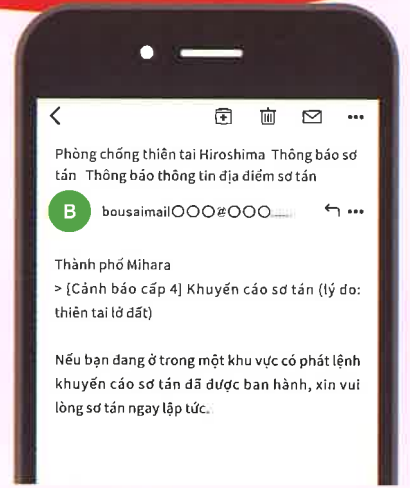 Phòng chống thiên tai Hiroshima Thông báo sơ
tán Thông báo thông tin địa điểm sơ tán
B
bousaimail○○○@○○○
Thành phố Mihara
> [Cảnh báo cấp 4] Khuyến cáo sơ tán (lý do:
thiên tai lở đất)
Nếu bạn đang ở trong một khu vực có phát lệnh
khuyến cáo sơ tán đã được ban hành, xin vui
lòng sơ tán ngay lập tức.